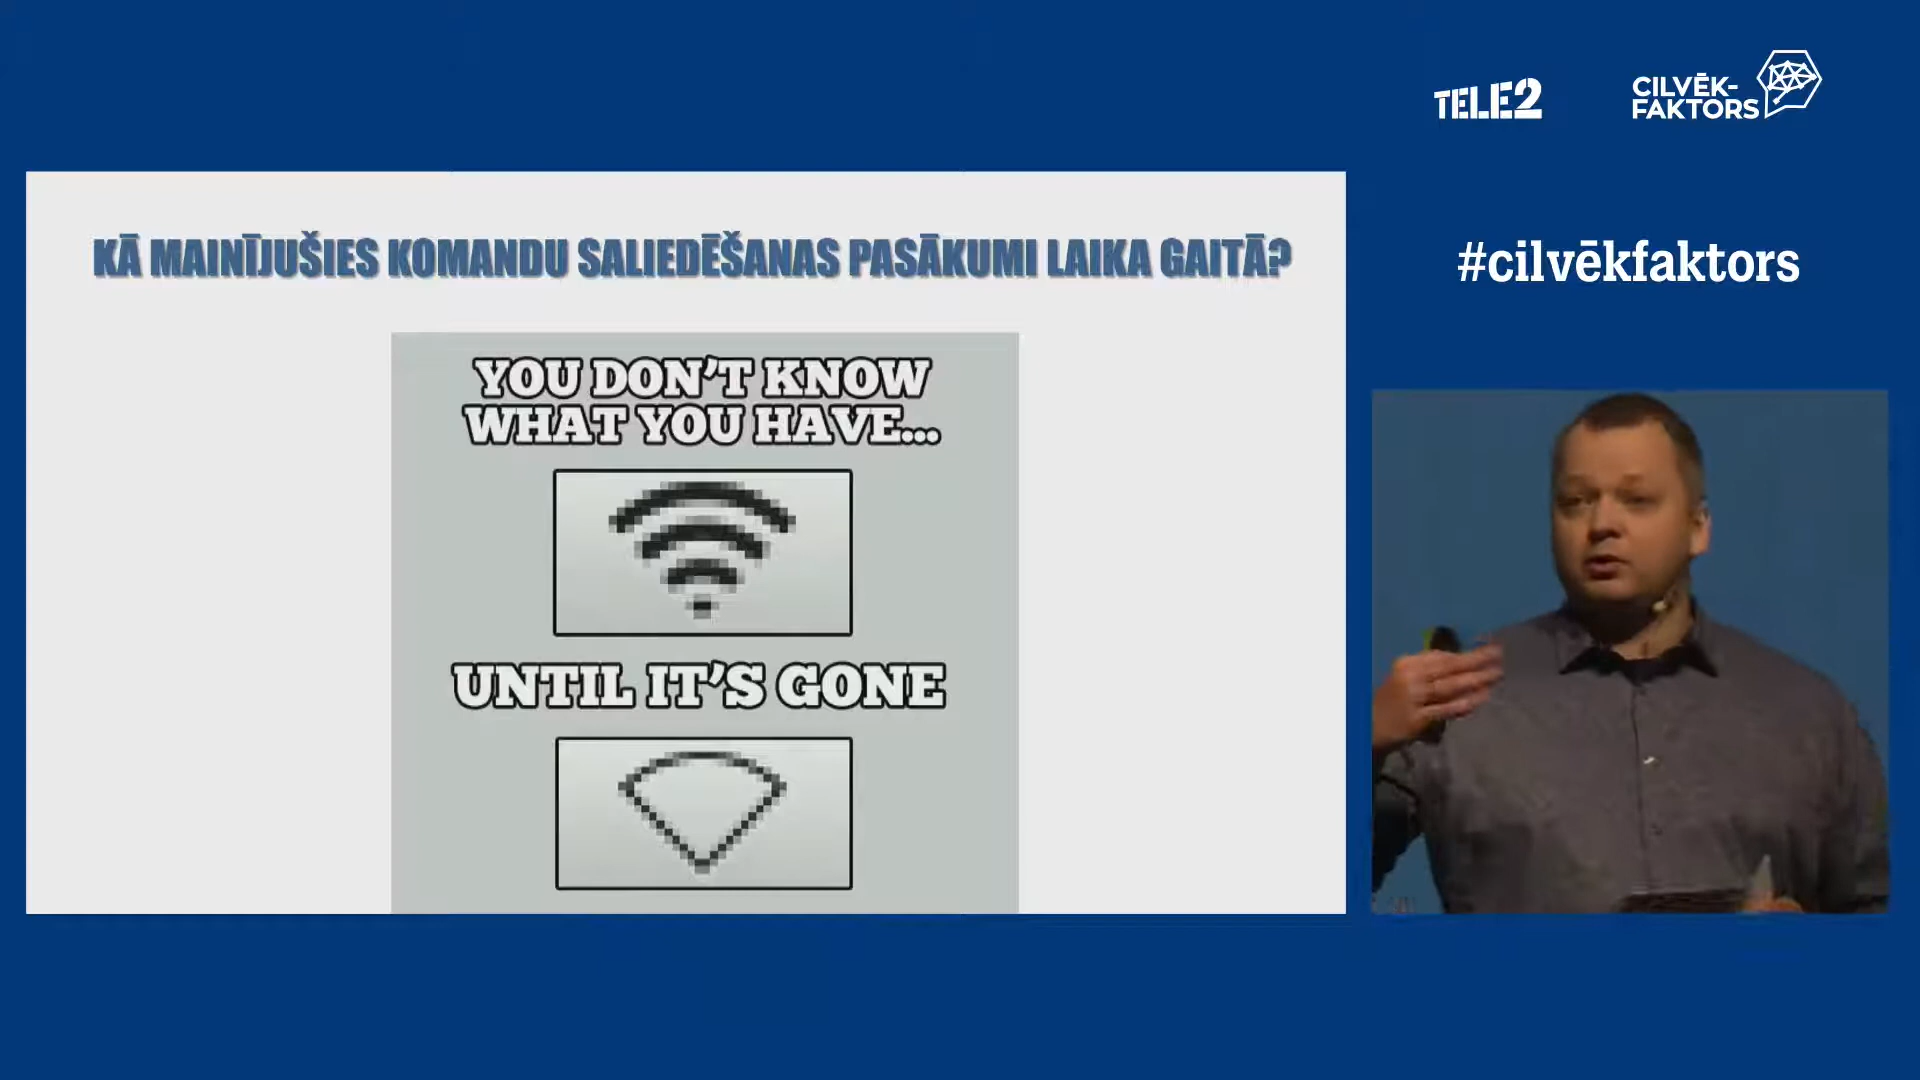 TELE2
CILVĒK-
FAKTORS
KĀ MAINĪJUŠIES KOMANDU SALIEDĒŠANAS PASĀKUMI LAIKA GAITĀ?
#cilvēkfaktors
YOU DON'T KNOW
WHAT YOU HAVE...
UNTIL IT'S GONE